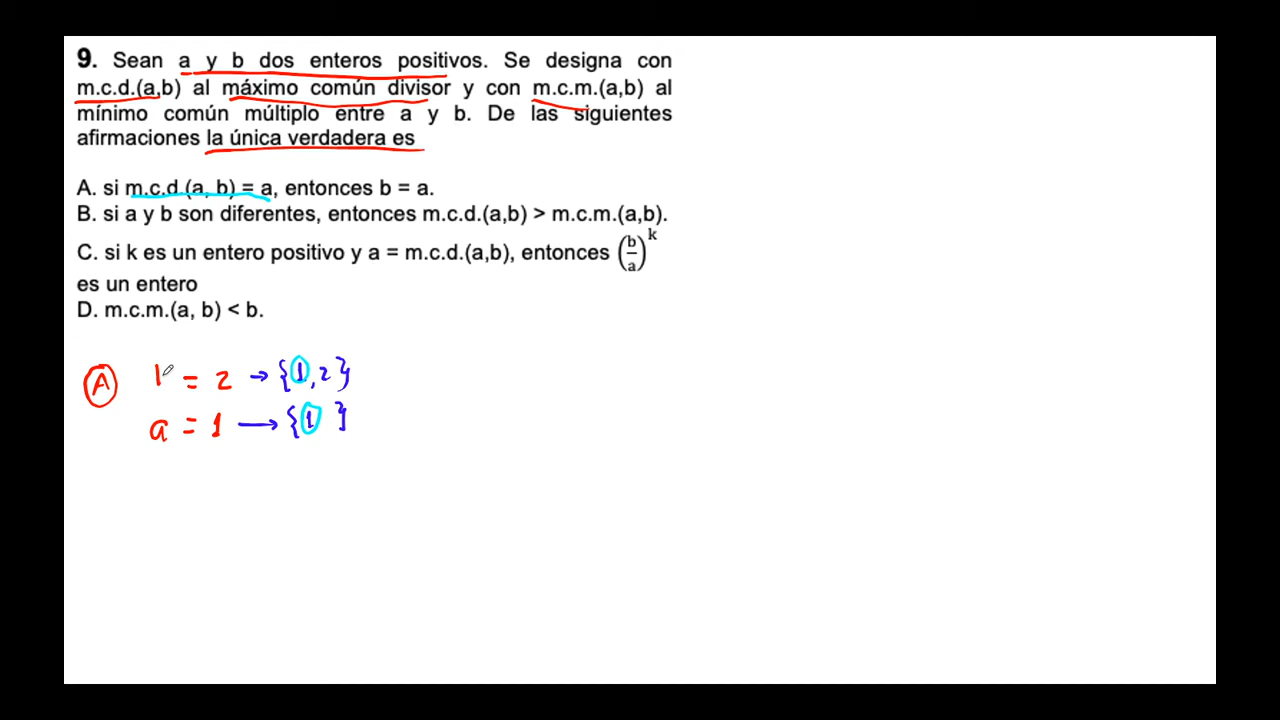 9. Sean a y b dos enteros positivos. Se designa con
m.c.d.(a,b) al máximo común divisor y con m.c.m.(a,b) al
mínimo común múltiplo entre a y b. De las siguientes
afirmaciones la única verdadera es
A. si m.c.d (a, b) = a, entonces b = a.
B. si a y b son diferentes, entonces m.c.d.(a,b) > m.c.m.(a,b).
C. si k es un entero positivo y a = m.c.d.(a,b), entonces (b/a)^k
es un entero
D. m.c.m.(a, b) < b.
A = 2 → {1, 2}
a = 1 → {1}